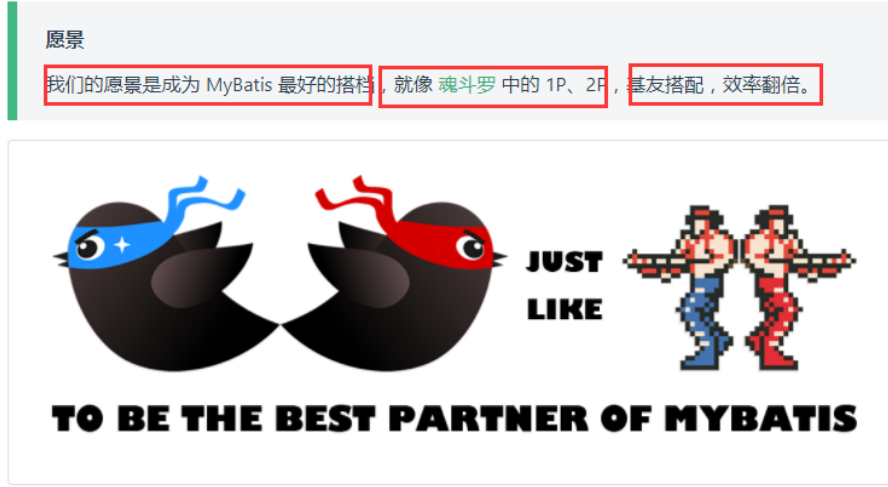 愿景
我们的愿景是成为 MyBatis 最好的搭档，就像 魂斗罗 中的 1P、2P，基友搭配，效率翻倍。
JUST
LIKE
TO BE THE BEST PARTNER OF MYBATIS